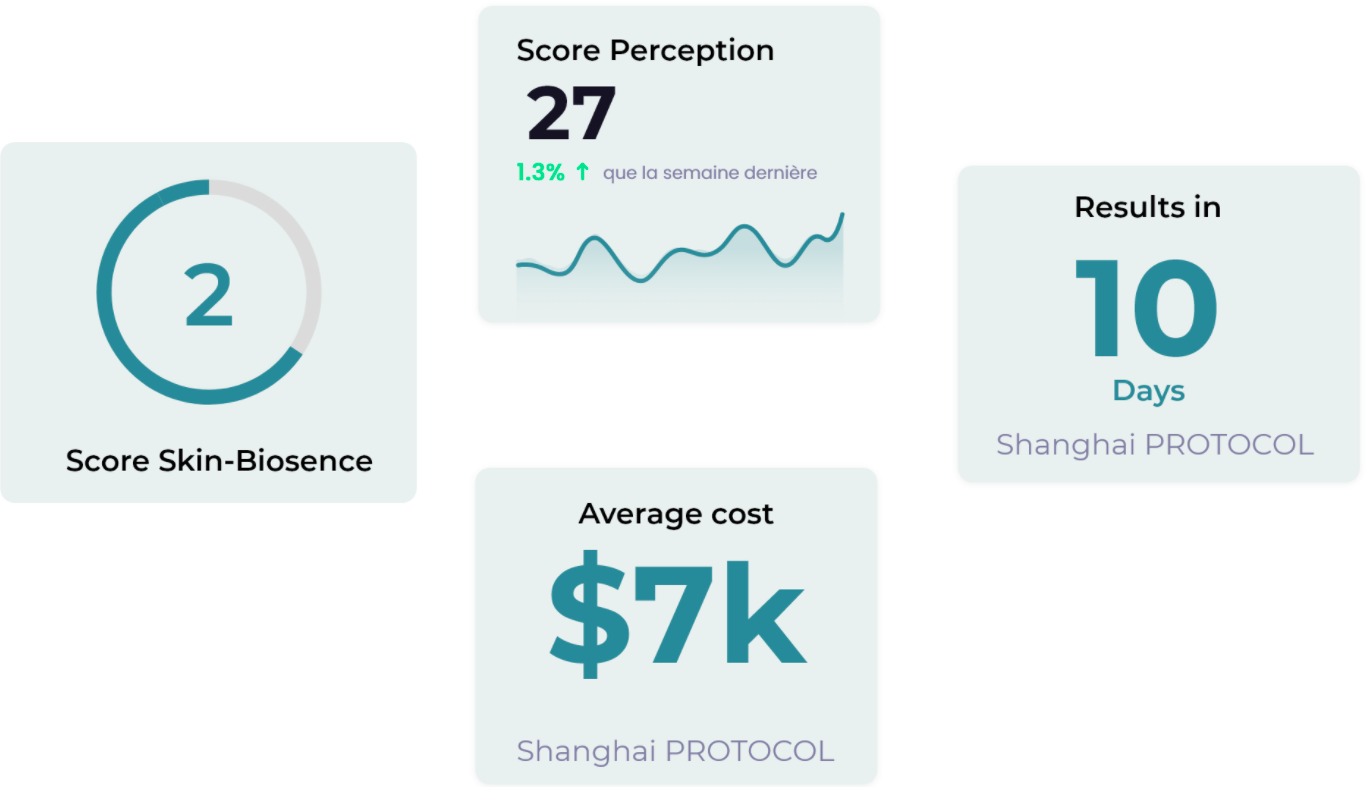 Score Perception
27
1.3% ↑ que la semaine dernière
2
Score Skin-Biosence
Results in
10
Days
Shanghai PROTOCOL
Average cost
$7k
Shanghai PROTOCOL